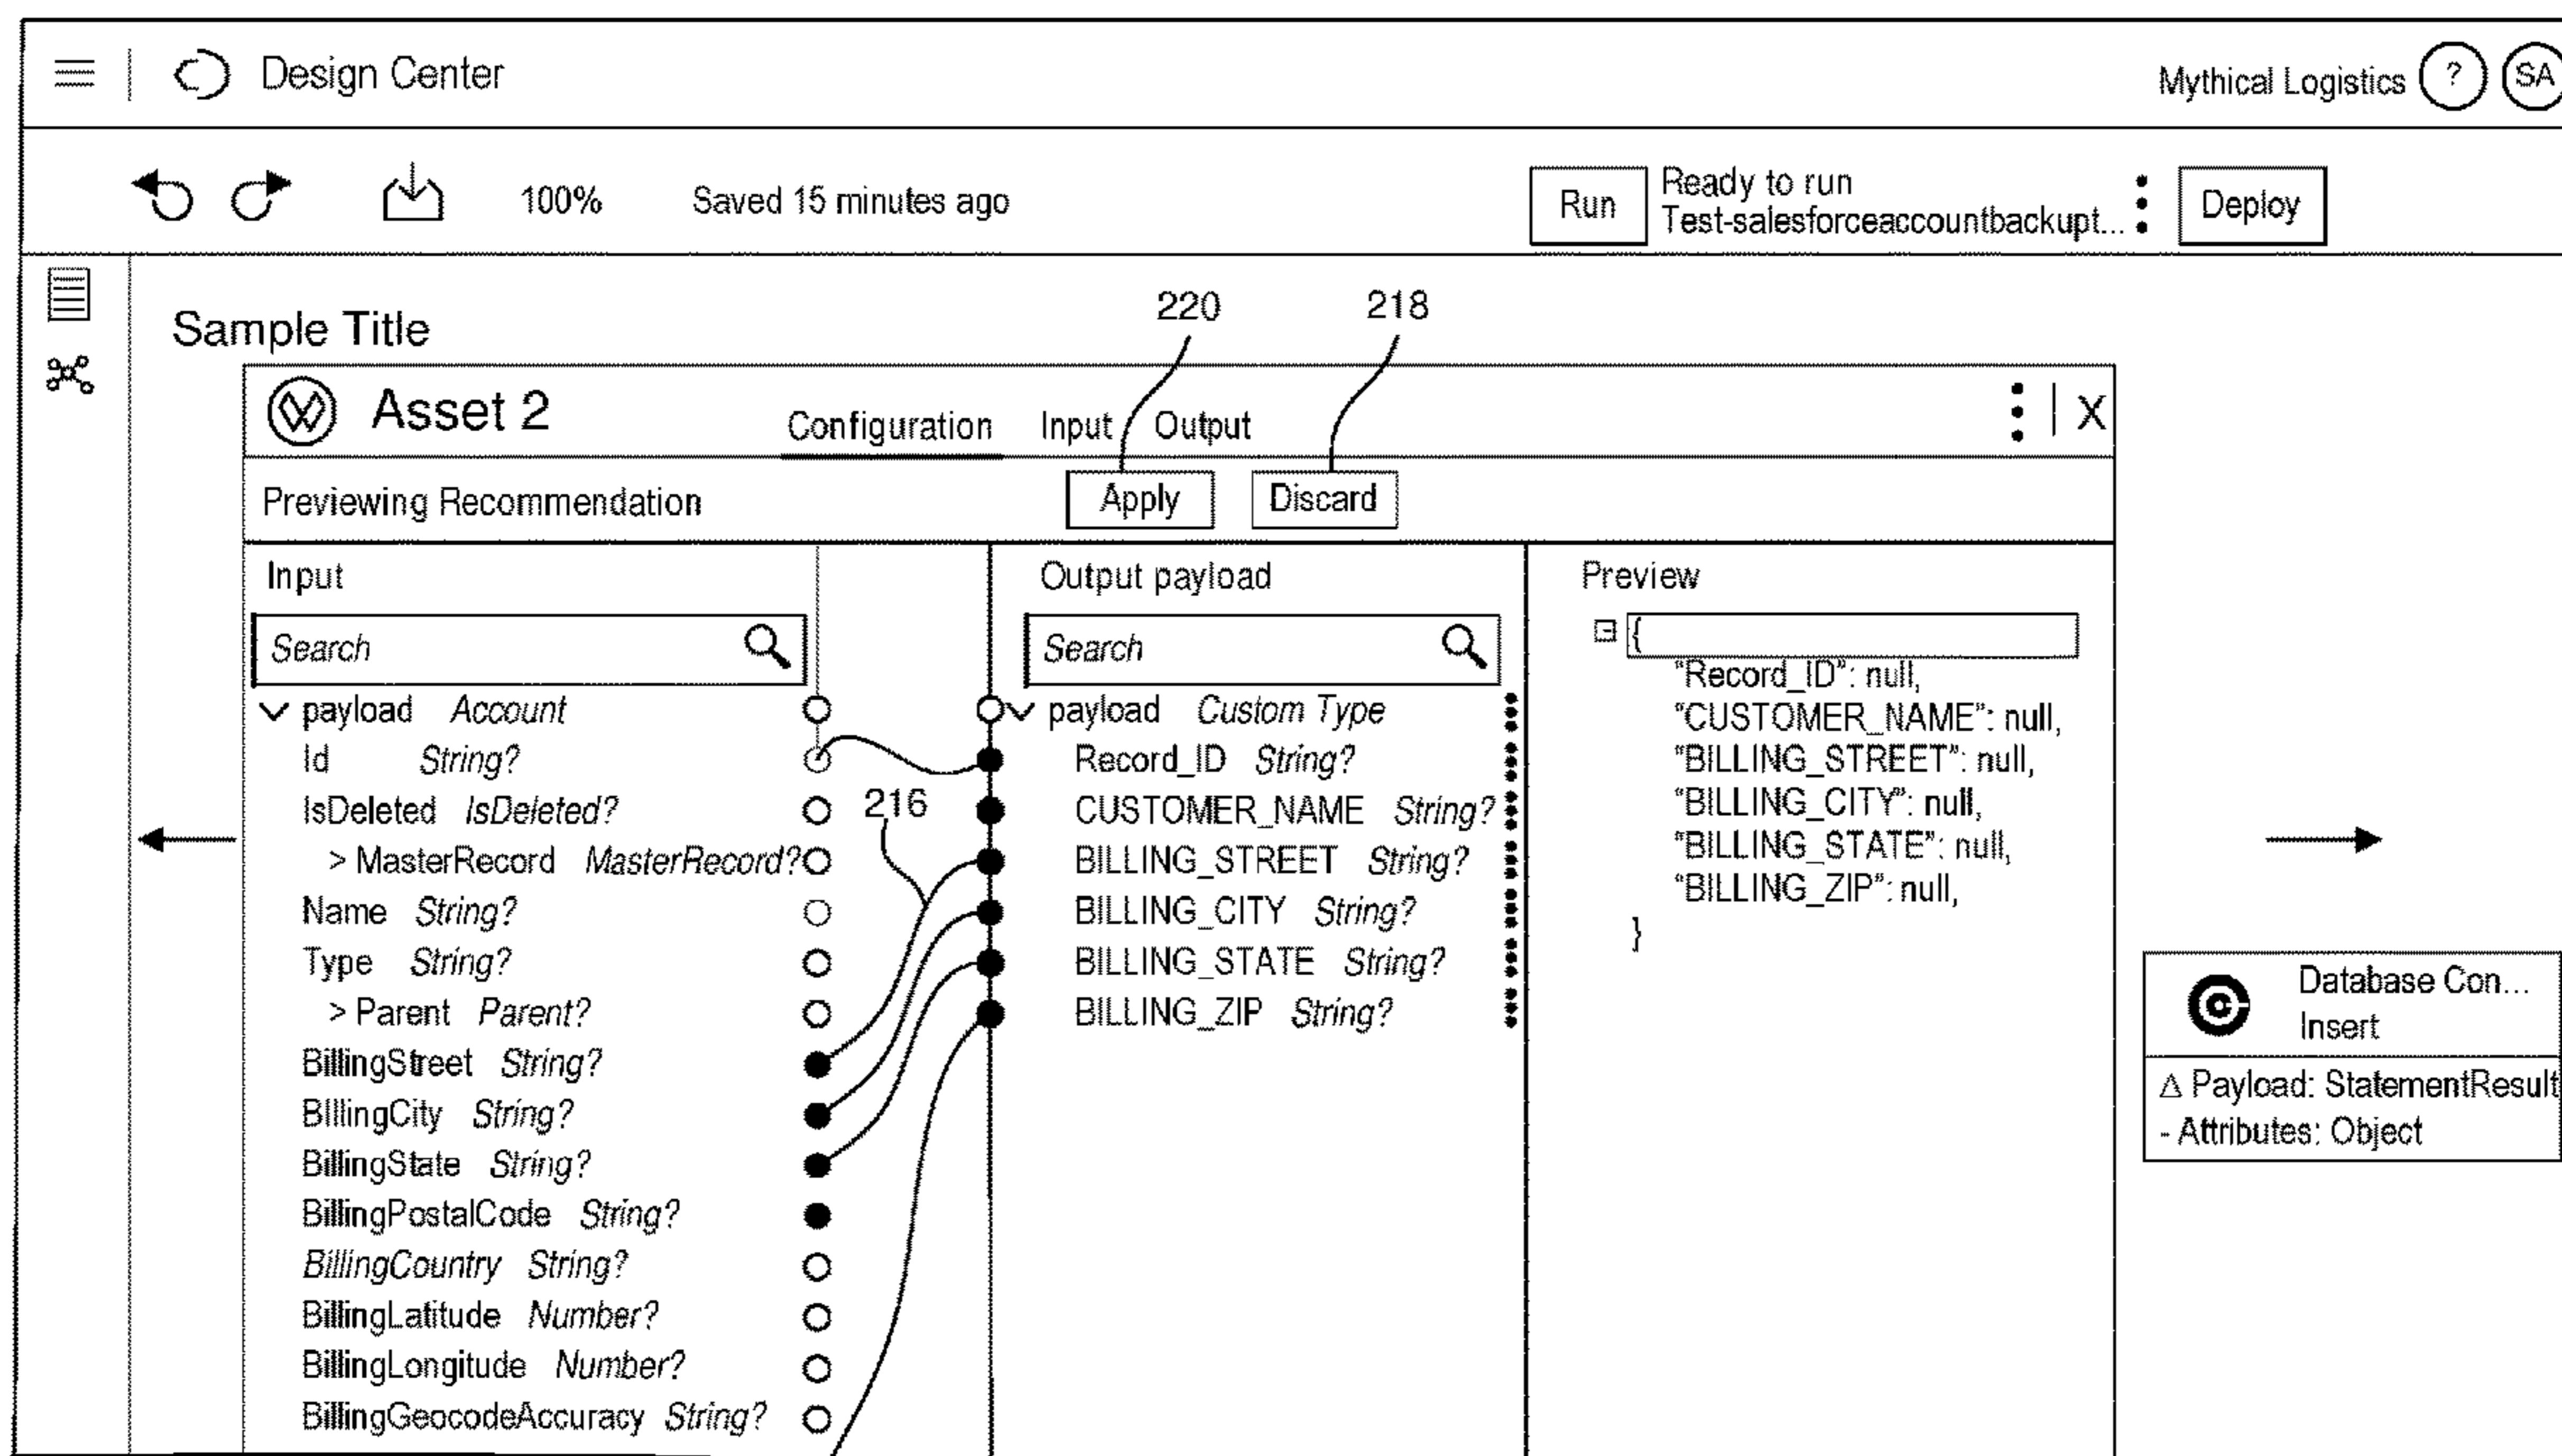 Design Center
Mythical Logistics ? SA
100% Saved 15 minutes ago
Run
Ready to run
Test-salesforceaccountbackupt...
Deploy
220 218
Sample Title
Asset 2 Configuration Input Output X
Previewing Recommendation Apply Discard
Input
Search
payload Account
Id String?
IsDeleted IsDeleted?
> MasterRecord MasterRecord?
Name String?
Type String?
> Parent Parent?
BillingStreet String?
BIllingCity String?
BillingState String?
BillingPostalCode String?
BillingCountry String?
BillingLatitude Number?
BillingLongitude Number?
BillingGeocodeAccuracy String?
216
Output payload
Search
payload Custom Type
Record_ID String?
CUSTOMER_NAME String?
BILLING_STREET String?
BILLING_CITY String?
BILLING_STATE String?
BILLING_ZIP String?
Preview
{
“Record_ID”: null,
“CUSTOMER_NAME”: null,
“BILLING_STREET”: null,
“BILLING_CITY”: null,
“BILLING_STATE”: null,
“BILLING_ZIP”: null,
}
Database Con...
Insert
Δ Payload: StatementResult
- Attributes: Object